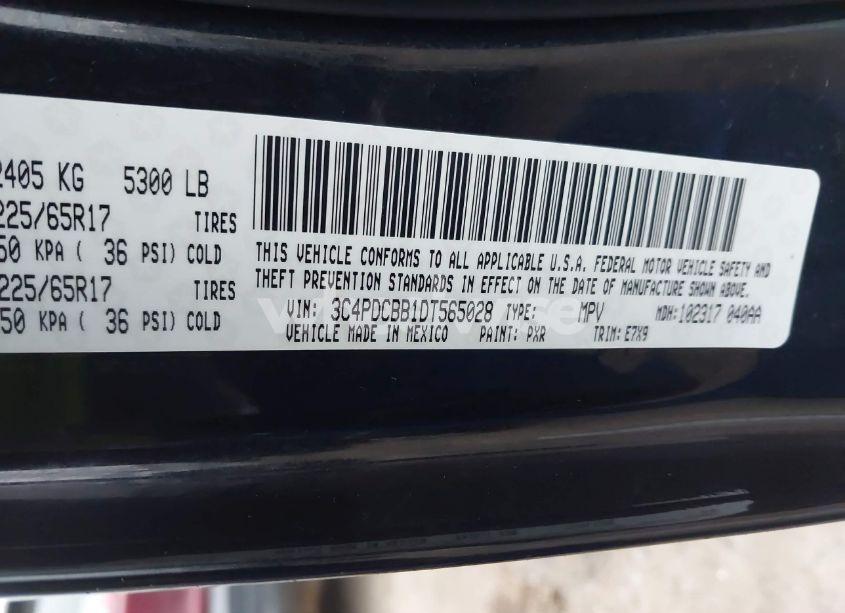 2405 KG 5300 LB
225/65R17 TIRES
50 KPA ( 36 PSI) COLD
225/65R17 TIRES
50 KPA ( 36 PSI) COLD
THIS VEHICLE CONFORMS TO ALL APPLICABLE U.S.A. FEDERAL MOTOR VEHICLE SAFETY AND
THEFT PREVENTION STANDARDS IN EFFECT ON THE DATE OF MANUFACTURE SHOWN ABOVE.
VIN: 3C4PDCBB1DT565028 TYPE: MPV MDH:102317 040AA
VEHICLE MADE IN MEXICO PAINT: PXR TRIM: E7X9